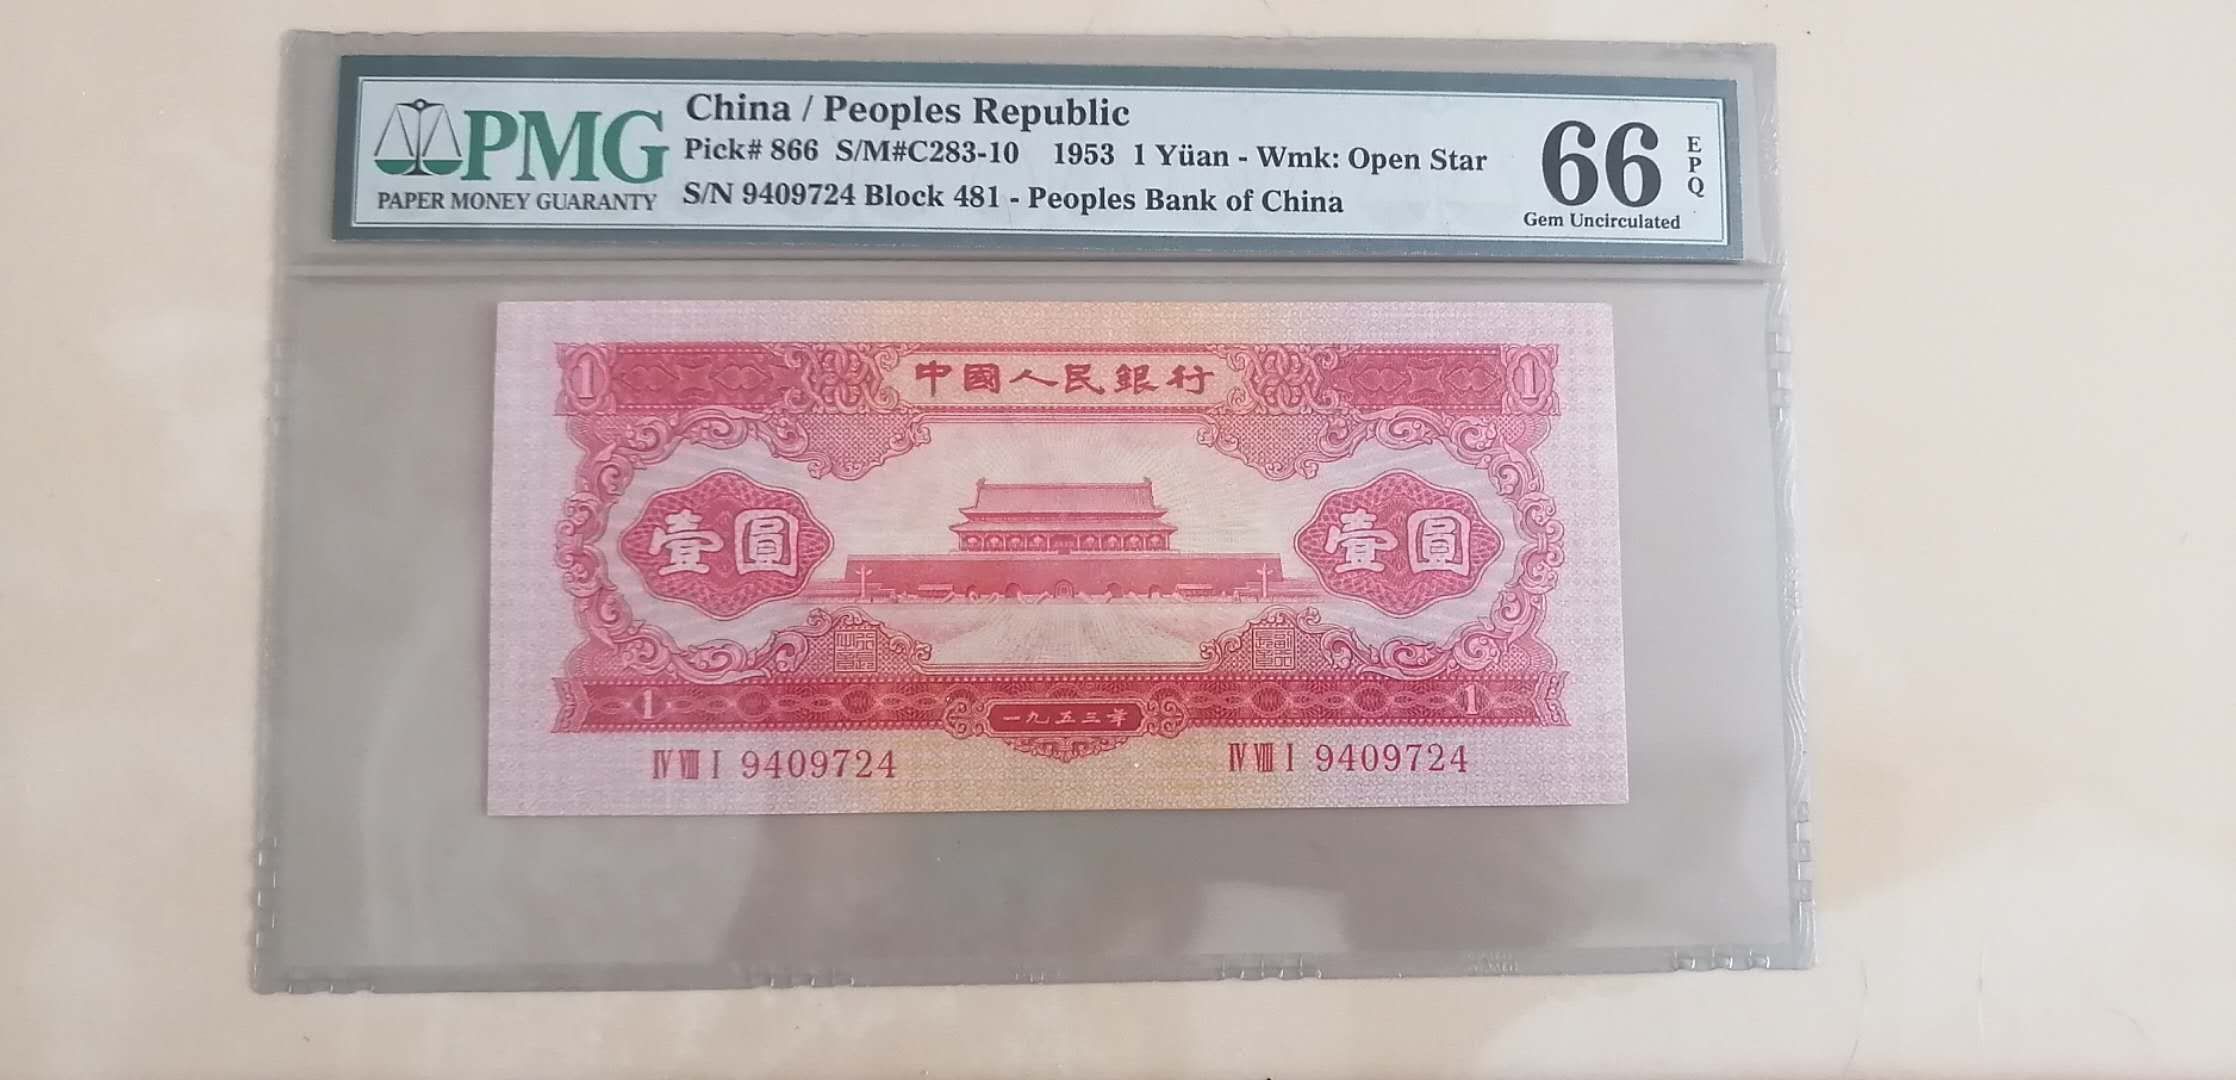 PMG
PAPER MONEY GUARANTY
China / Peoples Republic
Pick# 866 S/M#C283-10 1953 1 Yüan - Wmk: Open Star
S/N 9409724 Block 481 - Peoples Bank of China
66
EPQ
Gem Uncirculated
1 中國人民銀行 1
壹圓 壹圓
1 一九五三年 1
Ⅳ Ⅷ Ⅰ 9409724 Ⅳ Ⅷ Ⅰ 9409724